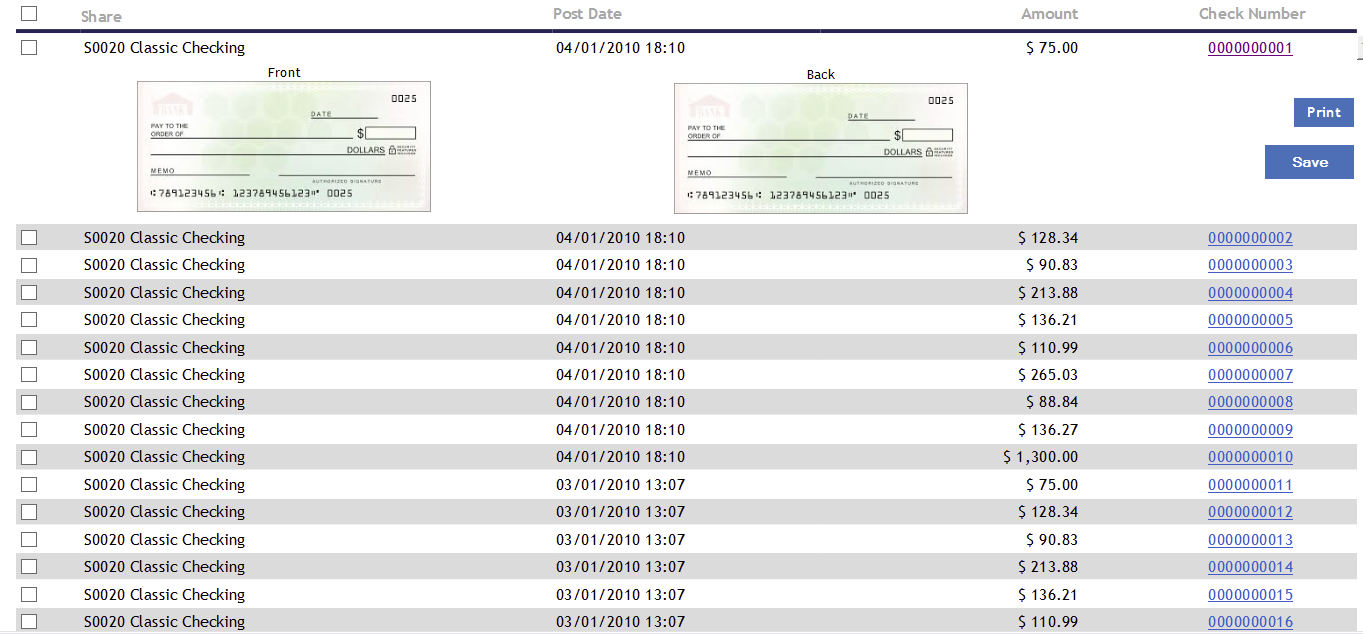 Share Post Date Amount Check Number
S0020 Classic Checking 04/01/2010 18:10 $ 75.00 0000000001
Front Back
0025 0025
DATE DATE
PAY TO THE PAY TO THE
ORDER OF $ ORDER OF $
DOLLARS DOLLARS
MEMO MEMO
AUTHORIZED SIGNATURE AUTHORIZED SIGNATURE
⑆789123456⑆ 123789456123⑈ 0025 ⑆789123456⑆ 123789456123⑈ 0025
Print
Save
S0020 Classic Checking 04/01/2010 18:10 $ 128.34 0000000002
S0020 Classic Checking 04/01/2010 18:10 $ 90.83 0000000003
S0020 Classic Checking 04/01/2010 18:10 $ 213.88 0000000004
S0020 Classic Checking 04/01/2010 18:10 $ 136.21 0000000005
S0020 Classic Checking 04/01/2010 18:10 $ 110.99 0000000006
S0020 Classic Checking 04/01/2010 18:10 $ 265.03 0000000007
S0020 Classic Checking 04/01/2010 18:10 $ 88.84 0000000008
S0020 Classic Checking 04/01/2010 18:10 $ 136.27 0000000009
S0020 Classic Checking 04/01/2010 18:10 $ 1,300.00 0000000010
S0020 Classic Checking 03/01/2010 13:07 $ 75.00 0000000011
S0020 Classic Checking 03/01/2010 13:07 $ 128.34 0000000012
S0020 Classic Checking 03/01/2010 13:07 $ 90.83 0000000013
S0020 Classic Checking 03/01/2010 13:07 $ 213.88 0000000014
S0020 Classic Checking 03/01/2010 13:07 $ 136.21 0000000015
S0020 Classic Checking 03/01/2010 13:07 $ 110.99 0000000016